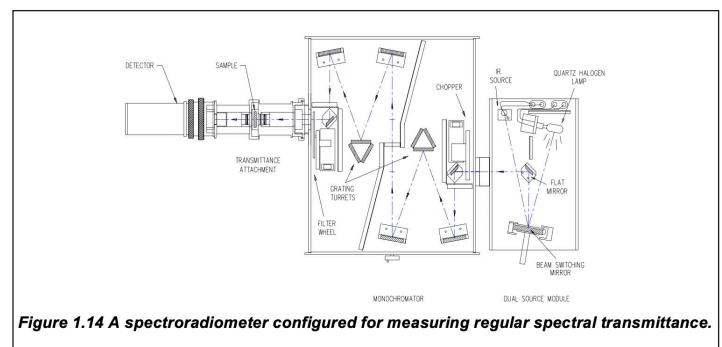 DETECTOR
SAMPLE
TRANSMITTANCE
ATTACHMENT
FILTER
WHEEL
GRATING
TURRETS
CHOPPER
IR
SOURCE
QUARTZ HALOGEN
LAMP
FLAT
MIRROR
BEAM SWITCHING
MIRROR
MONOCHROMATOR
DUAL SOURCE MODULE
Figure 1.14 A spectroradiometer configured for measuring regular spectral transmittance.